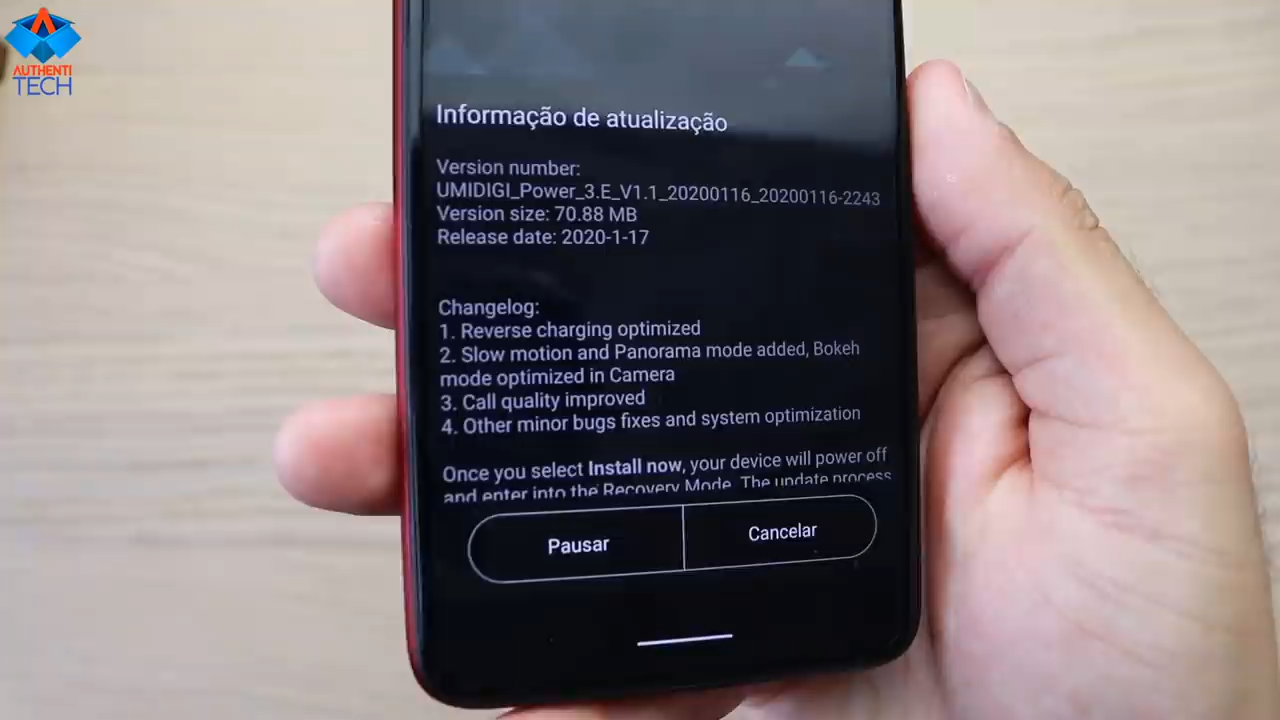 AUTHENTI
TECH
Informação de atualização
Version number:
UMIDIGI_Power_3.E_V1.1_20200116_20200116-2243
Version size: 70.88 MB
Release date: 2020-1-17
Changelog:
1. Reverse charging optimized
2. Slow motion and Panorama mode added, Bokeh
mode optimized in Camera
3. Call quality improved
4. Other minor bugs fixes and system optimization
Once you select Install now, your device will power off
and enter into the Recovery Mode. The update process
Pausar
Cancelar